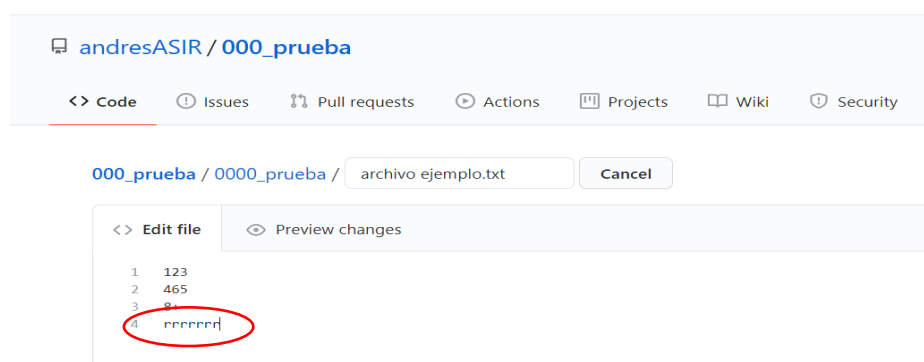 andresASIR / 000_prueba
Code Issues Pull requests Actions Projects Wiki Security
000_prueba / 0000_prueba / archivo ejemplo.txt Cancel
Edit file Preview changes
1 123
2 465
3
4 rrrrrrr